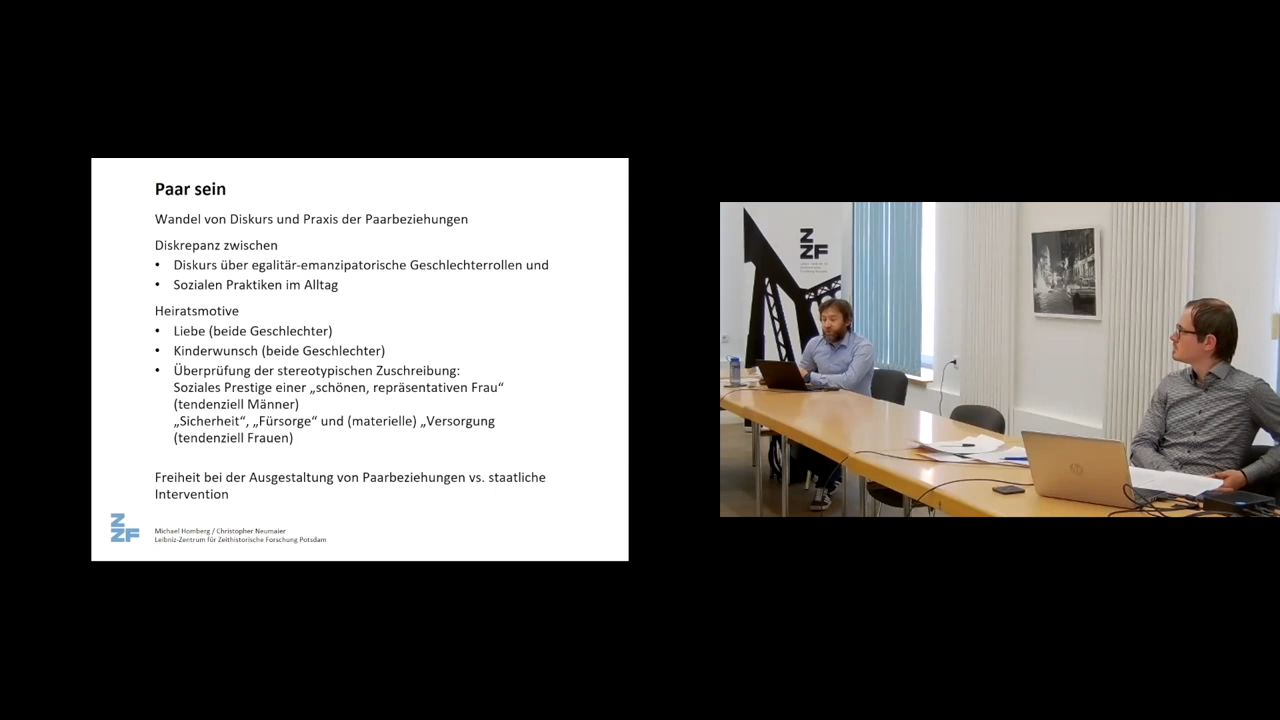 Paar sein
Wandel von Diskurs und Praxis der Paarbeziehungen
Diskrepanz zwischen
• Diskurs über egalitär-emanzipatorische Geschlechterrollen und
• Sozialen Praktiken im Alltag
Heiratsmotive
• Liebe (beide Geschlechter)
• Kinderwunsch (beide Geschlechter)
• Überprüfung der stereotypischen Zuschreibung:
Soziales Prestige einer „schönen, repräsentativen Frau“
(tendenziell Männer)
„Sicherheit“, „Fürsorge“ und (materielle) „Versorgung
(tendenziell Frauen)
Freiheit bei der Ausgestaltung von Paarbeziehungen vs. staatliche
Intervention
Z
ZF
Michael Homberg / Christopher Neumaier
Leibniz-Zentrum für Zeithistorische Forschung Potsdam
Z
ZF
hp